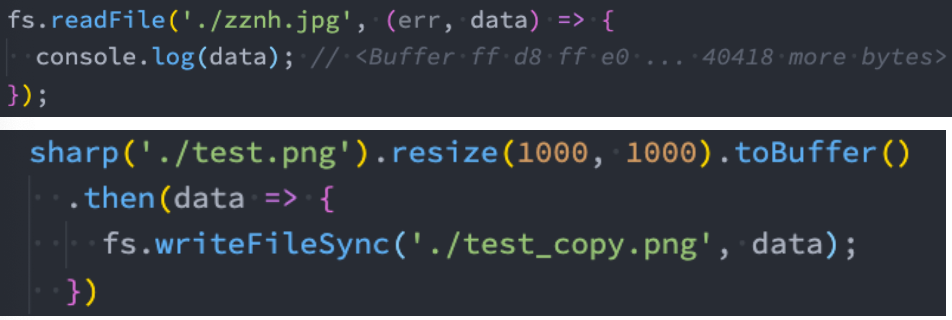 fs.readFile('./zznh.jpg', (err, data) => {
console.log(data); // <Buffer ff d8 ff e0 ... 40418 more bytes>
});
sharp('./test.png').resize(1000, 1000).toBuffer()
.then(data => {
fs.writeFileSync('./test_copy.png', data);
})